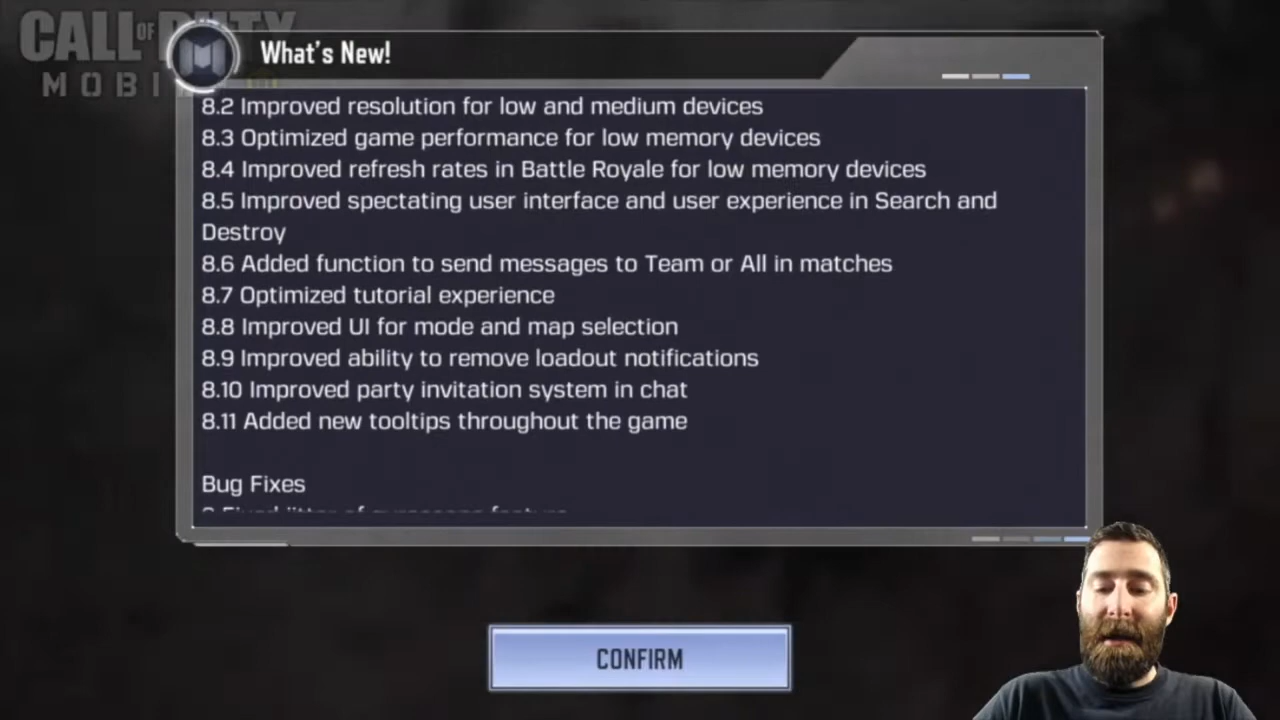 CALL OF DUTY
MOBILE
What's New!
8.2 Improved resolution for low and medium devices
8.3 Optimized game performance for low memory devices
8.4 Improved refresh rates in Battle Royale for low memory devices
8.5 Improved spectating user interface and user experience in Search and
Destroy
8.6 Added function to send messages to Team or All in matches
8.7 Optimized tutorial experience
8.8 Improved UI for mode and map selection
8.9 Improved ability to remove loadout notifications
8.10 Improved party invitation system in chat
8.11 Added new tooltips throughout the game
Bug Fixes
CONFIRM